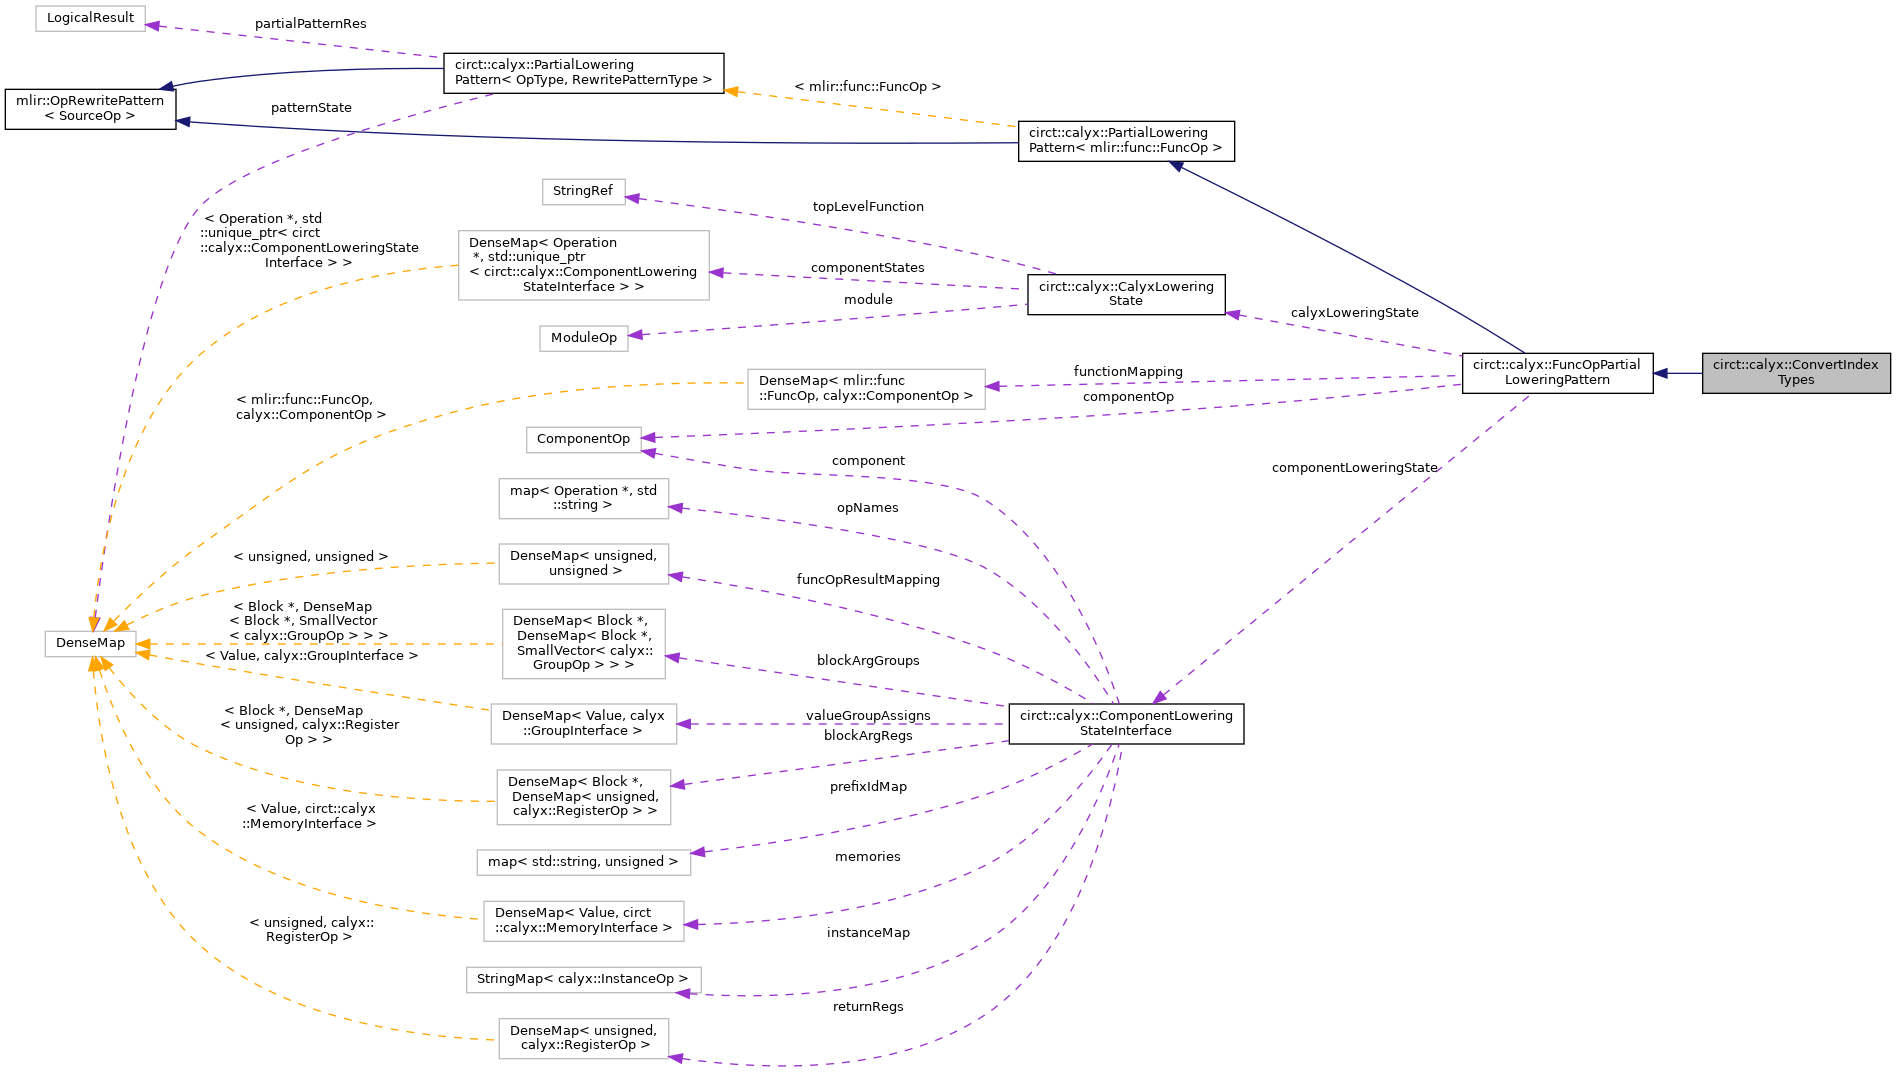 LogicalResult
partialPatternRes
circt::calyx::PartialLowering
Pattern< OpType, RewritePatternType >
mlir::OpRewritePattern
< SourceOp >
patternState
< mlir::func::FuncOp >
circt::calyx::PartialLowering
Pattern< mlir::func::FuncOp >
StringRef
topLevelFunction
< Operation *, std
::unique_ptr< circt
::calyx::ComponentLoweringState
Interface > >
DenseMap< Operation
*, std::unique_ptr
< circt::calyx::ComponentLowering
StateInterface > >
componentStates
circt::calyx::CalyxLowering
State
module
ModuleOp
calyxLoweringState
circt::calyx::FuncOpPartial
LoweringPattern
circt::calyx::ConvertIndex
Types
functionMapping
DenseMap< mlir::func
::FuncOp, calyx::ComponentOp >
componentOp
< mlir::func::FuncOp,
calyx::ComponentOp >
ComponentOp
component
componentLoweringState
map< Operation *, std
::string >
opNames
< unsigned, unsigned >
DenseMap< unsigned,
unsigned >
funcOpResultMapping
< Block *, DenseMap
< Block *, SmallVector
< calyx::GroupOp > > >
DenseMap< Block *,
DenseMap< Block *,
SmallVector< calyx::
GroupOp > > >
blockArgGroups
DenseMap
< Value, calyx::GroupInterface >
DenseMap< Value, calyx
::GroupInterface >
valueGroupAssigns
circt::calyx::ComponentLowering
StateInterface
< Block *, DenseMap
< unsigned, calyx::Register
Op > >
blockArgRegs
DenseMap< Block *,
DenseMap< unsigned,
calyx::RegisterOp > >
prefixIdMap
< Value, circt::calyx
::MemoryInterface >
map< std::string, unsigned >
memories
DenseMap< Value, circt
::calyx::MemoryInterface >
instanceMap
< unsigned, calyx::
RegisterOp >
StringMap< calyx::InstanceOp >
returnRegs
DenseMap< unsigned,
calyx::RegisterOp >